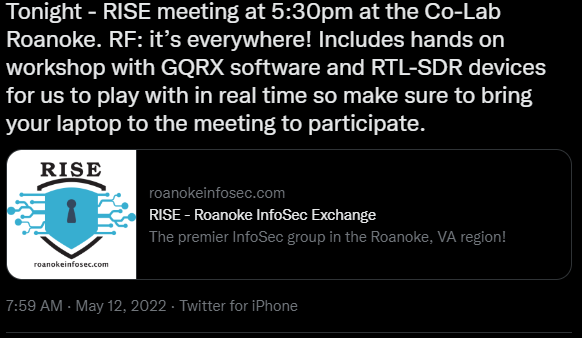 Tonight - RISE meeting at 5:30pm at the Co-Lab
Roanoke. RF: it’s everywhere! Includes hands on
workshop with GQRX software and RTL-SDR devices
for us to play with in real time so make sure to bring
your laptop to the meeting to participate.
RISE
roanokeinfosec.com
roanokeinfosec.com
RISE - Roanoke InfoSec Exchange
The premier InfoSec group in the Roanoke, VA region!
7:59 AM · May 12, 2022 · Twitter for iPhone